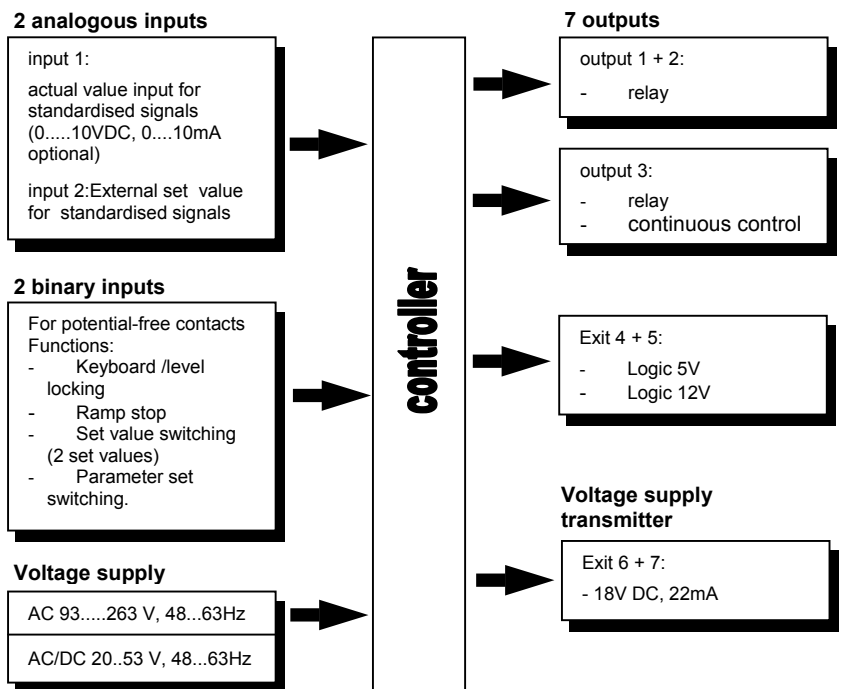 2 analogous inputs
input 1:
actual value input for
standardised signals
(0.....10VDC, 0....10mA
optional)
input 2:External set value
for standardised signals
2 binary inputs
For potential-free contacts
Functions:
- Keyboard /level
locking
- Ramp stop
- Set value switching
(2 set values)
- Parameter set
switching.
Voltage supply
AC 93.....263 V, 48...63Hz
AC/DC 20..53 V, 48...63Hz
controller
7 outputs
output 1 + 2:
- relay
output 3:
- relay
- continuous control
Exit 4 + 5:
- Logic 5V
- Logic 12V
Voltage supply
transmitter
Exit 6 + 7:
- 18V DC, 22mA